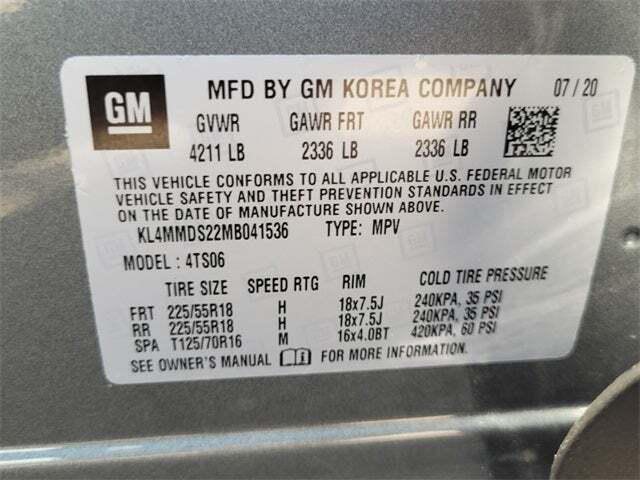 GM MFD BY GM KOREA COMPANY 07/20
GVWR GAWR FRT GAWR RR
4211 LB 2336 LB 2336 LB
THIS VEHICLE CONFORMS TO ALL APPLICABLE U.S. FEDERAL MOTOR
VEHICLE SAFETY AND THEFT PREVENTION STANDARDS IN EFFECT
ON THE DATE OF MANUFACTURE SHOWN ABOVE.
KL4MMDS22MB041536 TYPE: MPV
MODEL: 4TS06
TIRE SIZE SPEED RTG RIM COLD TIRE PRESSURE
FRT 225/55R18 H 18x7.5J 240KPA, 35 PSI
RR 225/55R18 H 18x7.5J 240KPA, 35 PSI
SPA T125/70R16 M 16x4.0BT 420KPA, 60 PSI
SEE OWNER'S MANUAL FOR MORE INFORMATION.